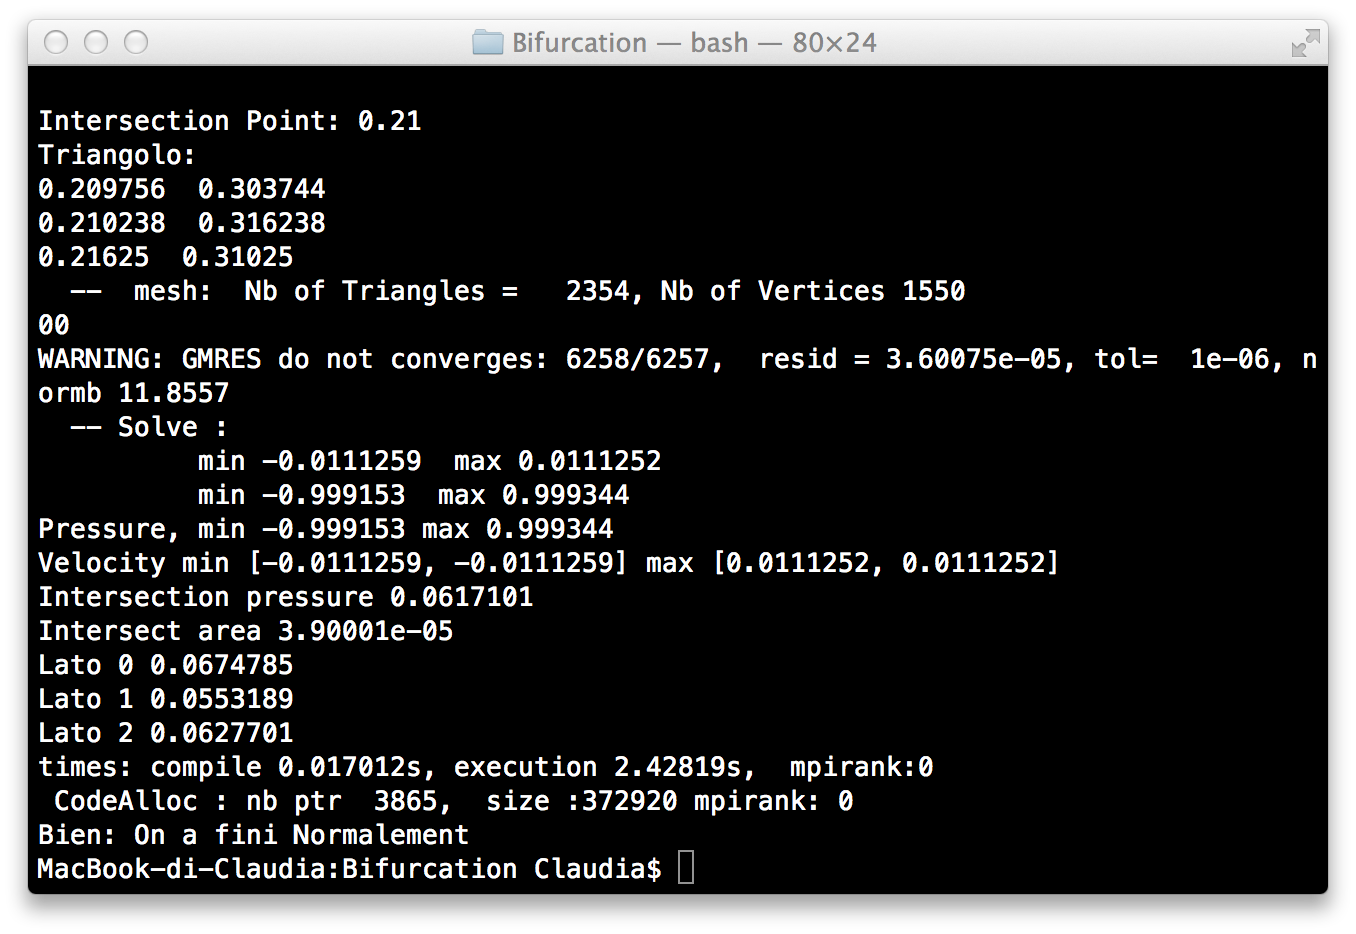 Bifurcation — bash — 80×24
Intersection Point: 0.21
Triangolo:
0.209756  0.303744
0.210238  0.316238
0.21625  0.31025
  --  mesh:  Nb of Triangles =   2354, Nb of Vertices 1550
00
WARNING: GMRES do not converges: 6258/6257,  resid = 3.60075e-05, tol=  1e-06, n
ormb 11.8557
  -- Solve :
          min -0.0111259  max 0.0111252
          min -0.999153  max 0.999344
Pressure, min -0.999153 max 0.999344
Velocity min [-0.0111259, -0.0111259] max [0.0111252, 0.0111252]
Intersection pressure 0.0617101
Intersect area 3.90001e-05
Lato 0 0.0674785
Lato 1 0.0553189
Lato 2 0.0627701
times: compile 0.017012s, execution 2.42819s,  mpirank:0
 CodeAlloc : nb ptr  3865,  size :372920 mpirank: 0
Bien: On a fini Normalement
MacBook-di-Claudia:Bifurcation Claudia$